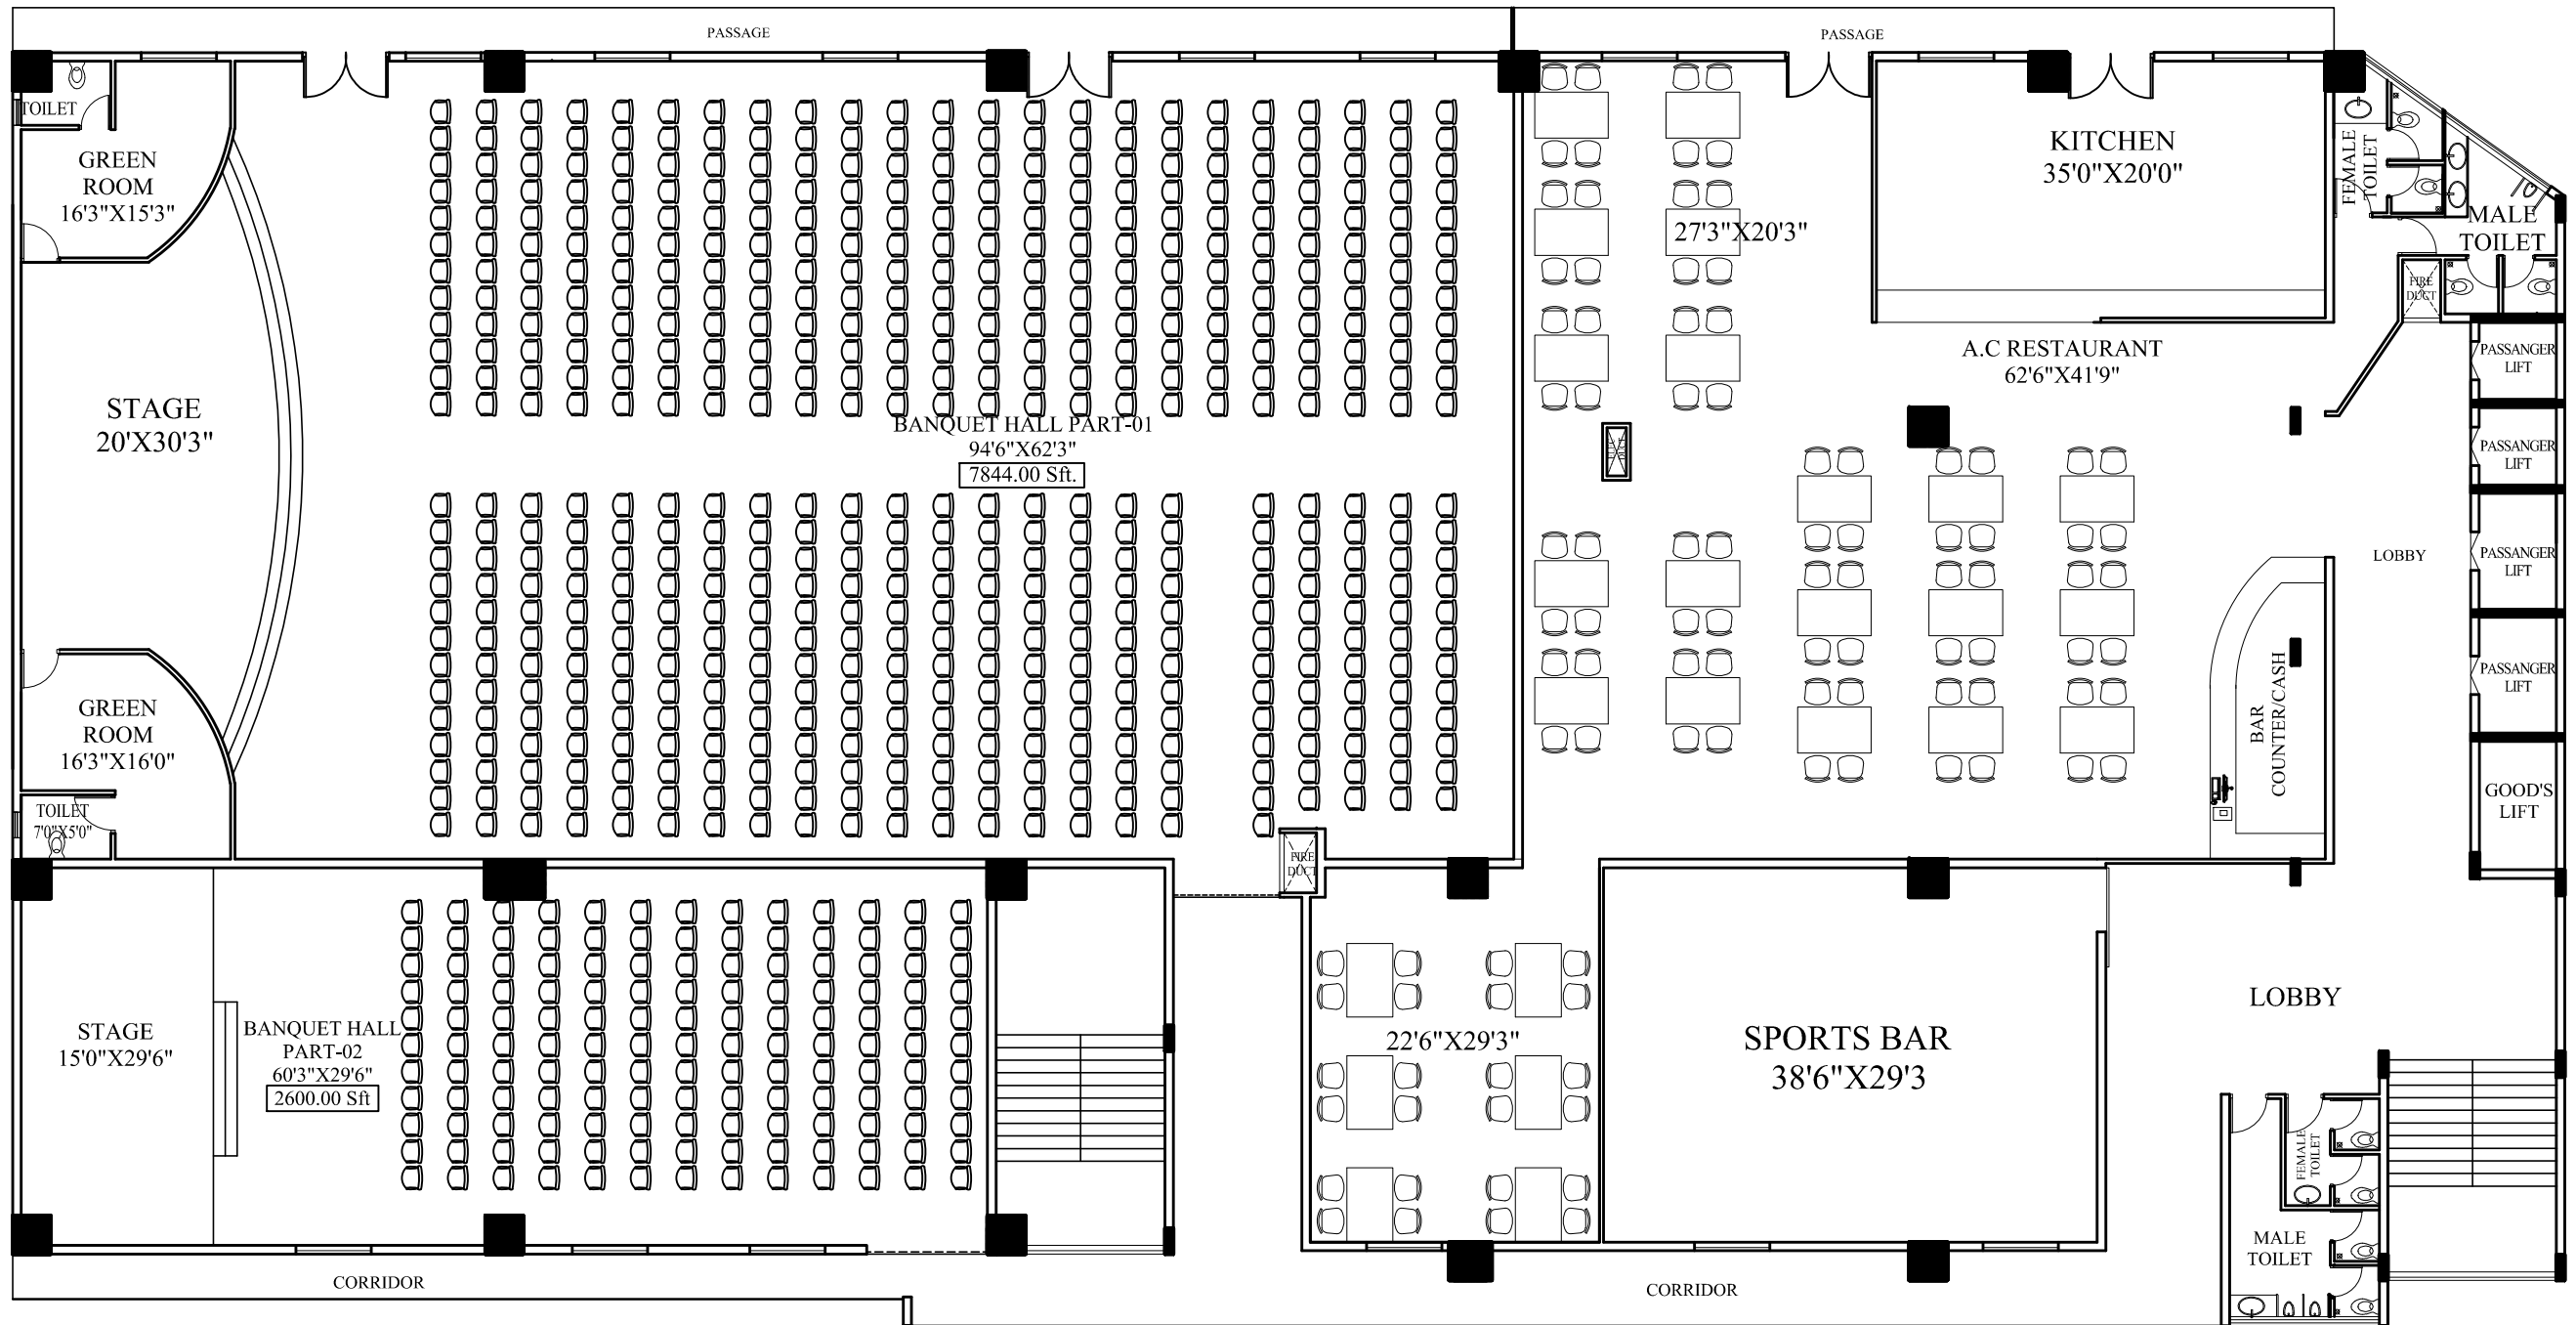 PASSAGE
PASSAGE
TOILET
GREEN
ROOM
16'3"X15'3"
STAGE
20'X30'3"
BANQUET HALL PART-01
94'6"X62'3"
7844.00 Sft.
GREEN
ROOM
16'3"X16'0"
TOILET
7'0"X5'0"
27'3"X20'3"
KITCHEN
35'0"X20'0"
FEMALE
TOILET
MALE
TOILET
FIRE
DUCT
A.C RESTAURANT
62'6"X41'9"
PASSANGER
LIFT
PASSANGER
LIFT
PASSANGER
LIFT
PASSANGER
LIFT
LOBBY
GOOD'S
LIFT
BAR
COUNTER/CASH
DUCT
FIRE
DUCT
STAGE
15'0"X29'6"
BANQUET HALL
PART-02
60'3"X29'6"
2600.00 Sft
22'6"X29'3"
SPORTS BAR
38'6"X29'3
LOBBY
FEMALE
TOILET
MALE
TOILET
CORRIDOR
CORRIDOR